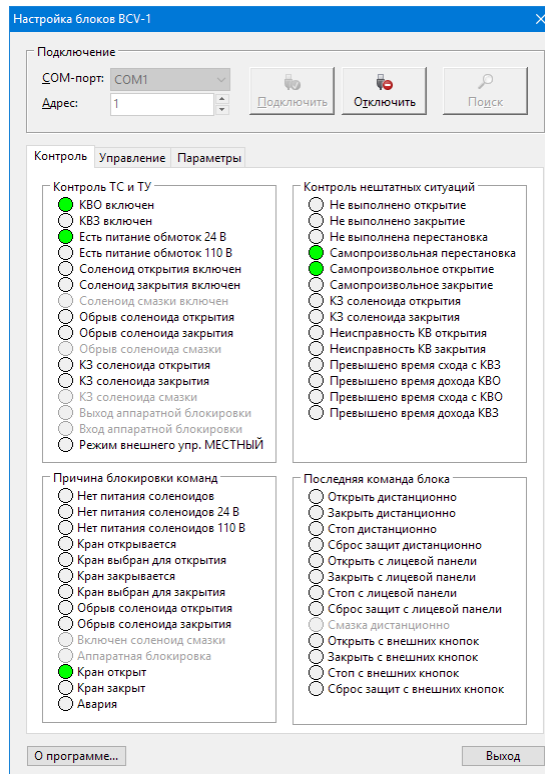 Настройка блоков BCV-1
Подключение
COM-порт: COM1
Адрес: 1
Подключить
Отключить
Поиск
Контроль Управление Параметры
Контроль ТС и ТУ
КВО включен
КВЗ включен
Есть питание обмоток 24 В
Есть питание обмоток 110 В
Соленоид открытия включен
Соленоид закрытия включен
Соленоид смазки включен
Обрыв соленоида открытия
Обрыв соленоида закрытия
Обрыв соленоида смазки
КЗ соленоида открытия
КЗ соленоида закрытия
КЗ соленоида смазки
Выход аппаратной блокировки
Вход аппаратной блокировки
Режим внешнего упр. МЕСТНЫЙ
Контроль нештатных ситуаций
Не выполнено открытие
Не выполнено закрытие
Не выполнена перестановка
Самопроизвольная перестановка
Самопроизвольное открытие
Самопроизвольное закрытие
КЗ соленоида открытия
КЗ соленоида закрытия
Неисправность КВ открытия
Неисправность КВ закрытия
Превышено время схода с КВЗ
Превышено время дохода КВО
Превышено время схода с КВО
Превышено время дохода КВЗ
Причина блокировки команд
Нет питания соленоидов
Нет питания соленоидов 24 В
Нет питания соленоидов 110 В
Кран открывается
Кран выбран для открытия
Кран закрывается
Кран выбран для закрытия
Обрыв соленоида открытия
Обрыв соленоида закрытия
Включен соленоид смазки
Аппаратная блокировка
Кран открыт
Кран закрыт
Авария
Последняя команда блока
Открыть дистанционно
Закрыть дистанционно
Стоп дистанционно
Сброс защит дистанционно
Открыть с лицевой панели
Закрыть с лицевой панели
Стоп с лицевой панели
Сброс защит с лицевой панели
Смазка дистанционно
Открыть с внешних кнопок
Закрыть с внешних кнопок
Стоп с внешних кнопок
Сброс защит с внешних кнопок
О программе...
Выход